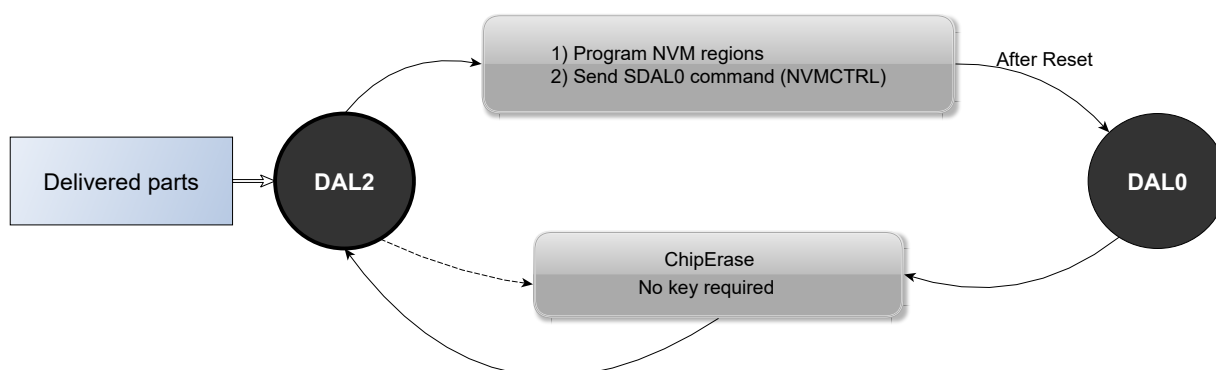 1) Program NVM regions
2) Send SDAL0 command (NVMCTRL)
After Reset
Delivered parts
DAL2
DAL0
ChipErase
No key required